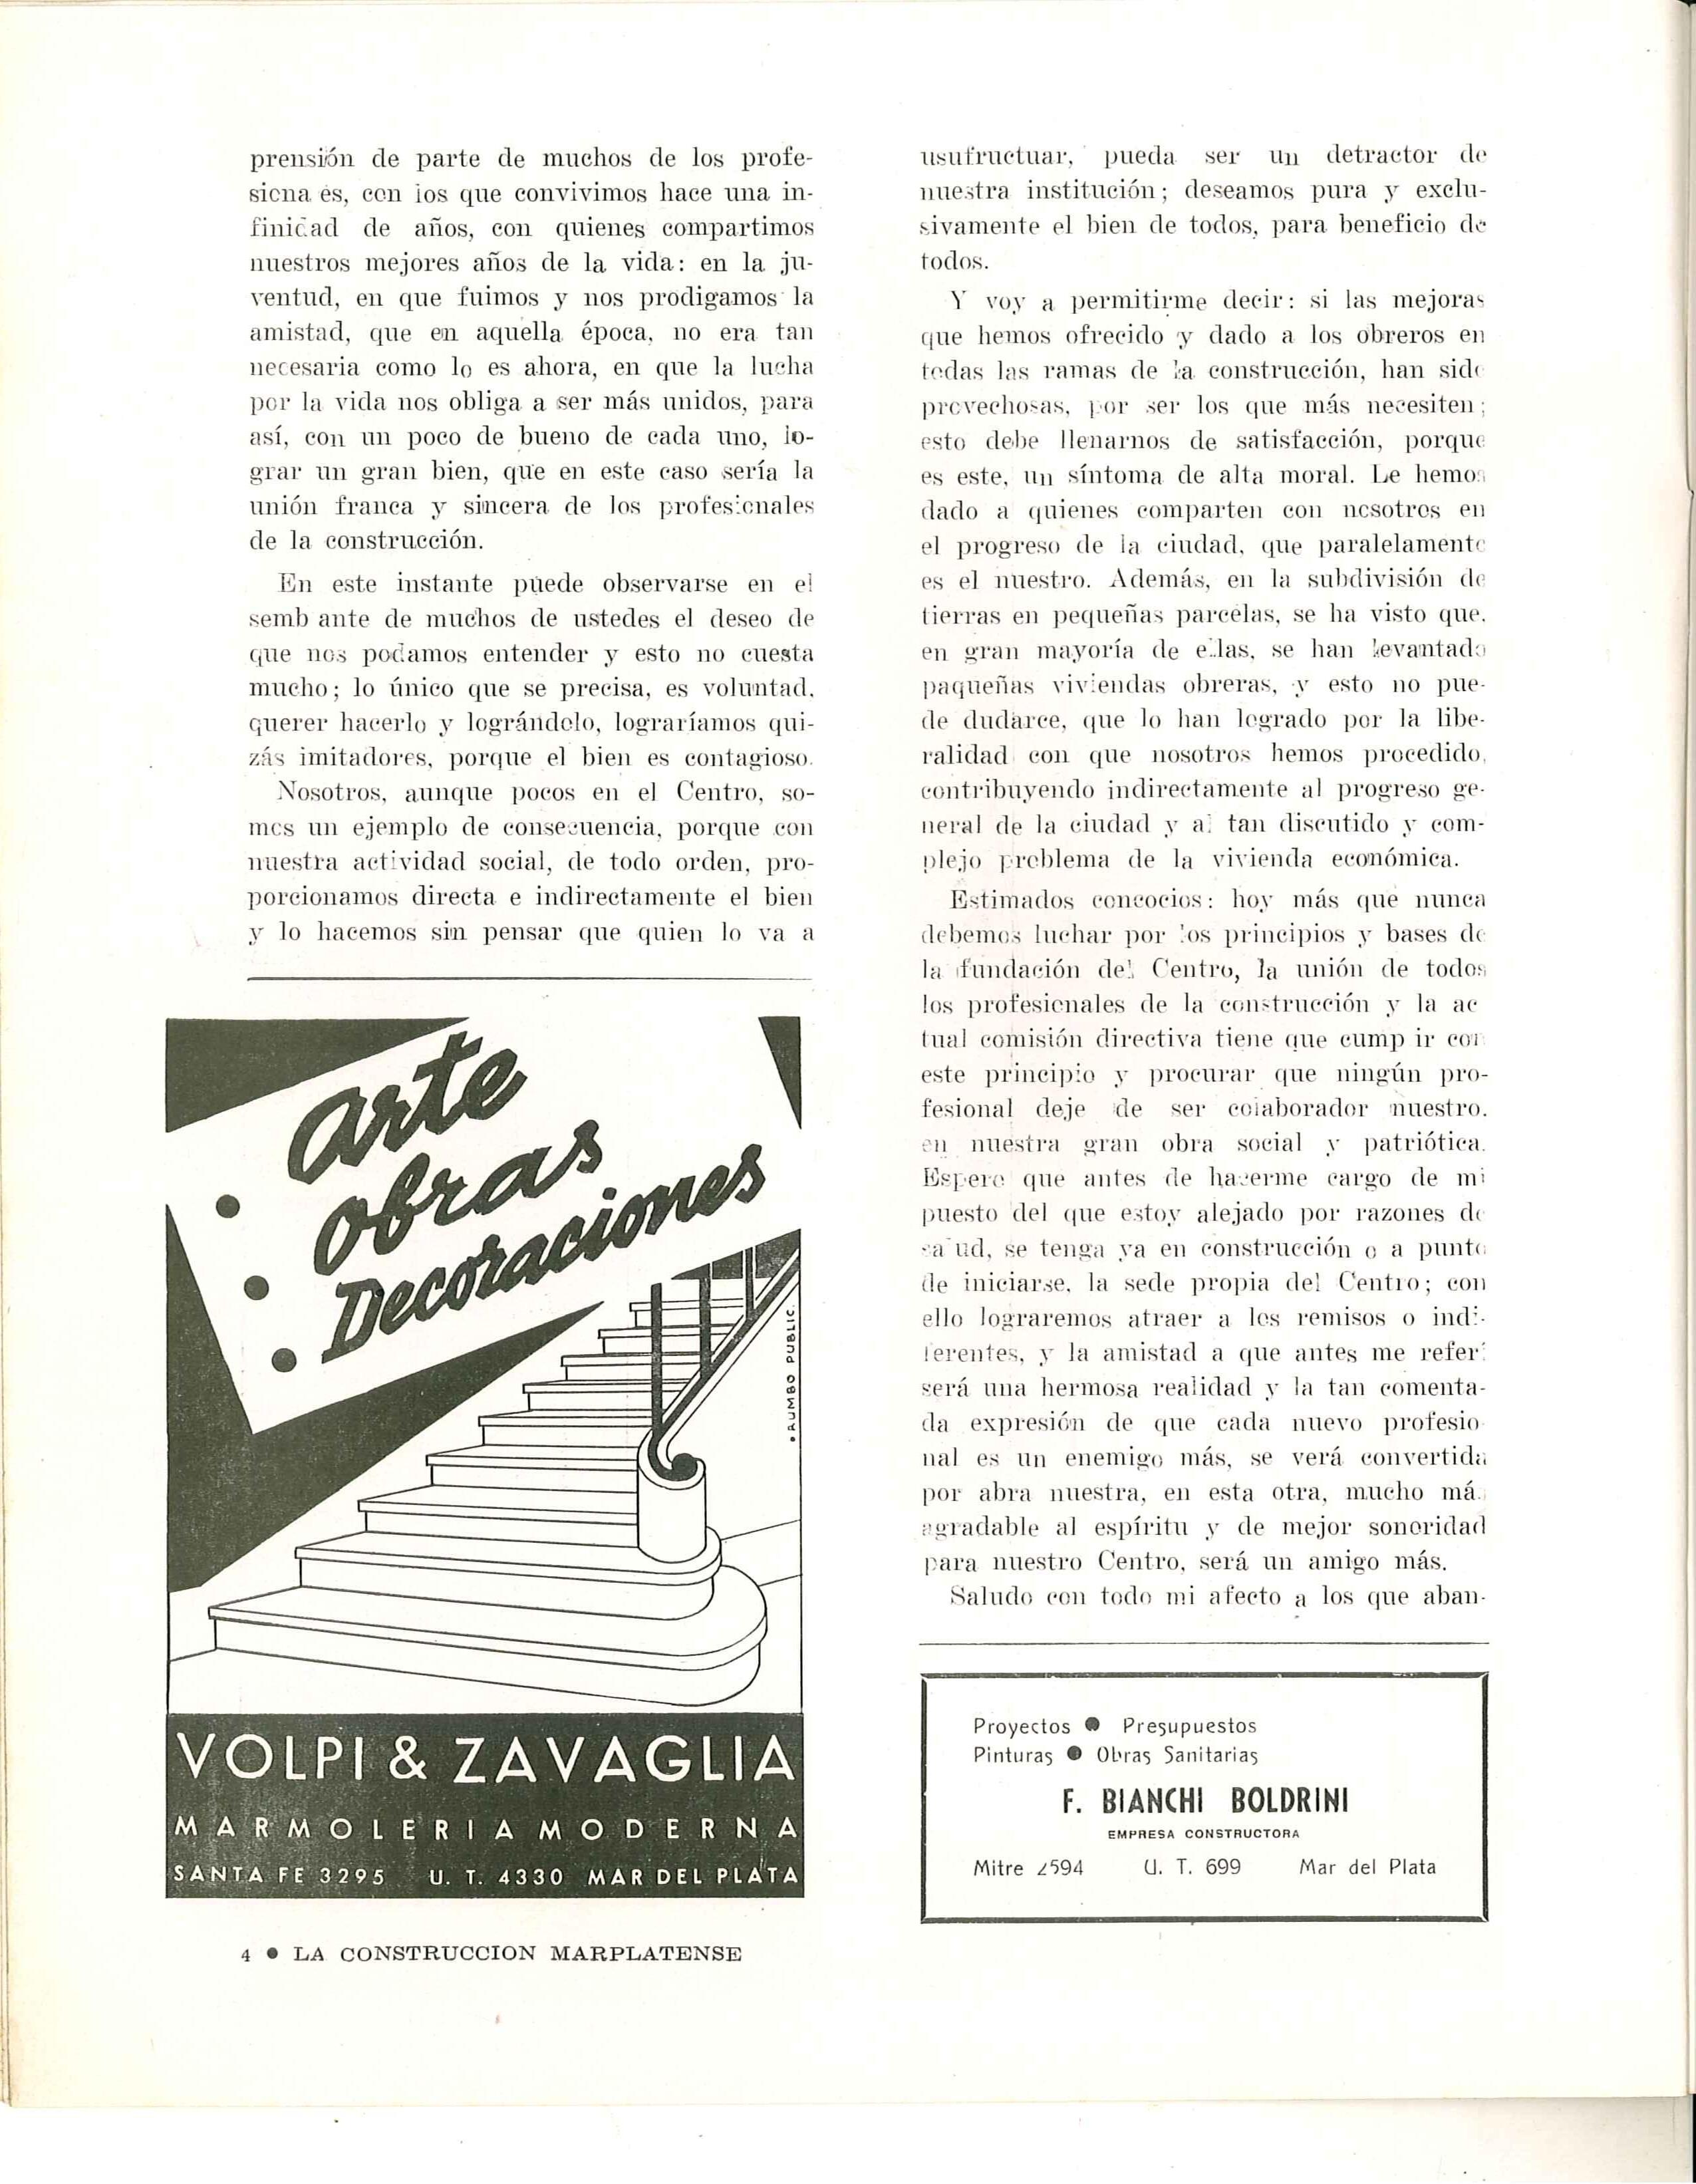 prensión de parte de muchos de los profe-
siona es, con los que convivimos hace una in-
finidad de años, con quienes compartimos
nuestros mejores años de la vida: en la ju-
ventud, en que fuimos y nos prodigamos la
amistad, que en aquella época, no era tan
necesaria como lo es ahora, en que la lucha
por la vida nos obliga a ser más unidos, para
así, con un poco de bueno de cada uno, lo-
grar un gran bien, que en este caso sería la
unión franca y sincera de los profesionales
de la construcción.
En este instante puede observarse en el
semb ante de muchos de ustedes el deseo de
que nos podamos entender y esto no cuesta
mucho; lo único que se precisa, es voluntad,
querer hacerlo y lográndolo, lograríamos qui-
zás imitadores, porque el bien es contagioso.
Nosotros, aunque pocos en el Centro, so-
mos un ejemplo de consecuencia, porque con
nuestra actividad social, de todo orden, pro-
porcionamos directa e indirectamente el bien
y lo hacemos sin pensar que quien lo va a
Arte
Obras
Decoraciones
RUMBO PUBLIC.
VOLPI & ZAVAGLIA
MARMOLERIA MODERNA
SANTA FE 3295 U. T. 4330 MAR DEL PLATA
4 ● LA CONSTRUCCION MARPLATENSE
usufructuar, pueda ser un detractor de
nuestra institución; deseamos pura y exclu-
sivamente el bien de todos, para beneficio de
todos.
Y voy a permitirme decir: si las mejoras
que hemos ofrecido y dado a los obreros en
todas las ramas de la construcción, han sido
provechosas, por ser los que más necesiten;
esto debe llenarnos de satisfacción, porque
es este, un síntoma de alta moral. Le hemos
dado a quienes comparten con nosotros en
el progreso de la ciudad, que paralelamente
es el nuestro. Además, en la subdivisión de
tierras en pequeñas parcelas, se ha visto que,
en gran mayoría de ellas, se han levantado
paqueñas viviendas obreras, y esto no pue-
de dudarce, que lo han logrado por la libe-
ralidad con que nosotros hemos procedido,
contribuyendo indirectamente al progreso ge-
neral de la ciudad y al tan discutido y com-
plejo problema de la vivienda económica.
Estimados concocios: hoy más que nunca
debemos luchar por los principios y bases de
la fundación del Centro, la unión de todos
los profesionales de la construcción y la ac
tual comisión directiva tiene que cump ir con
este principio y procurar que ningún pro-
fesional deje de ser colaborador nuestro.
en nuestra gran obra social y patriótica.
Espero que antes de hacerme cargo de mi
puesto del que estoy alejado por razones de
sa ud, se tenga ya en construcción o a punto
de iniciarse, la sede propia del Centro; con
ello lograremos atraer a los remisos o indi-
ferentes, y la amistad a que antes me referí
será una hermosa realidad y la tan comenta-
da expresión de que cada nuevo profesio
nal es un enemigo más, se verá convertida
por abra nuestra, en esta otra, mucho más
agradable al espíritu y de mejor sonoridad
para nuestro Centro, será un amigo más.
Saludo con todo mi afecto a los que aban-
Proyectos ● Presupuestos
Pinturas ● Obras Sanitarias
F. BIANCHI BOLDRINI
EMPRESA CONSTRUCTORA
Mitre 2594 U. T. 699 Mar del Plata